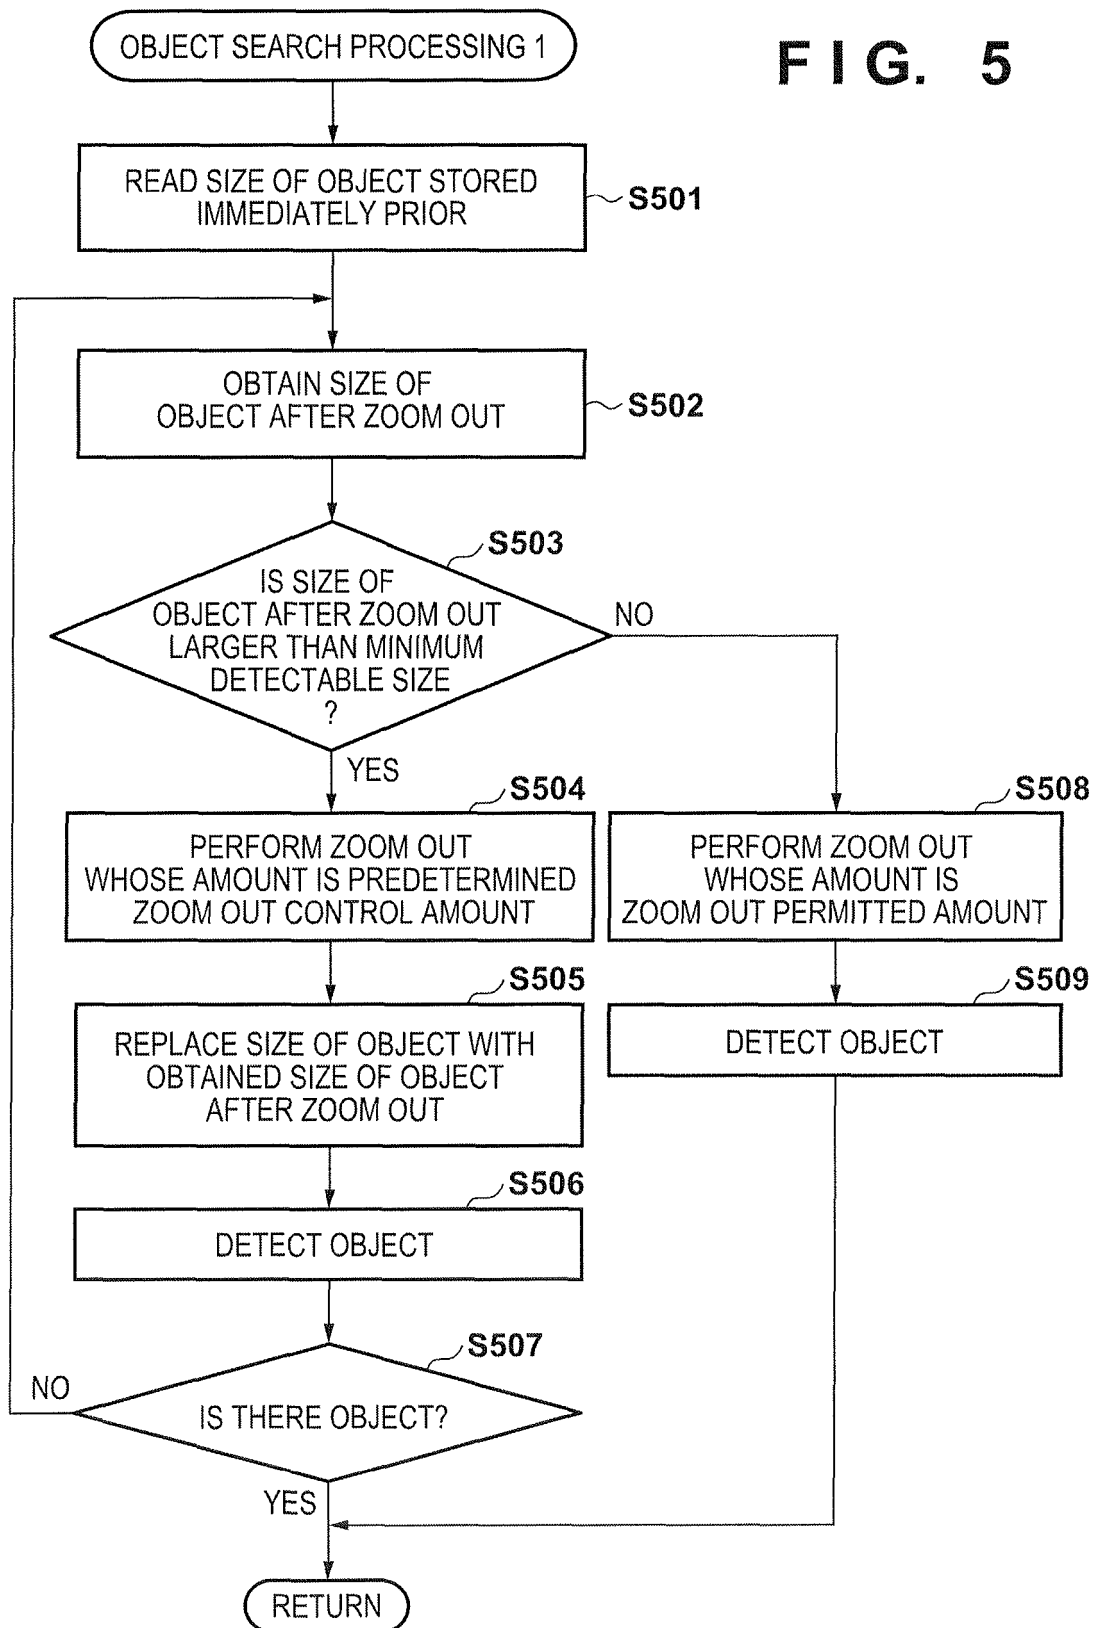 OBJECT SEARCH PROCESSING 1
FIG. 5
READ SIZE OF OBJECT STORED
IMMEDIATELY PRIOR
S501
OBTAIN SIZE OF
OBJECT AFTER ZOOM OUT
S502
S503
IS SIZE OF
OBJECT AFTER ZOOM OUT
LARGER THAN MINIMUM
DETECTABLE SIZE
?
NO
YES
S504
PERFORM ZOOM OUT
WHOSE AMOUNT IS PREDETERMINED
ZOOM OUT CONTROL AMOUNT
S508
PERFORM ZOOM OUT
WHOSE AMOUNT IS
ZOOM OUT PERMITTED AMOUNT
S505
REPLACE SIZE OF OBJECT WITH
OBTAINED SIZE OF OBJECT
AFTER ZOOM OUT
S509
DETECT OBJECT
S506
DETECT OBJECT
S507
IS THERE OBJECT?
NO
YES
RETURN